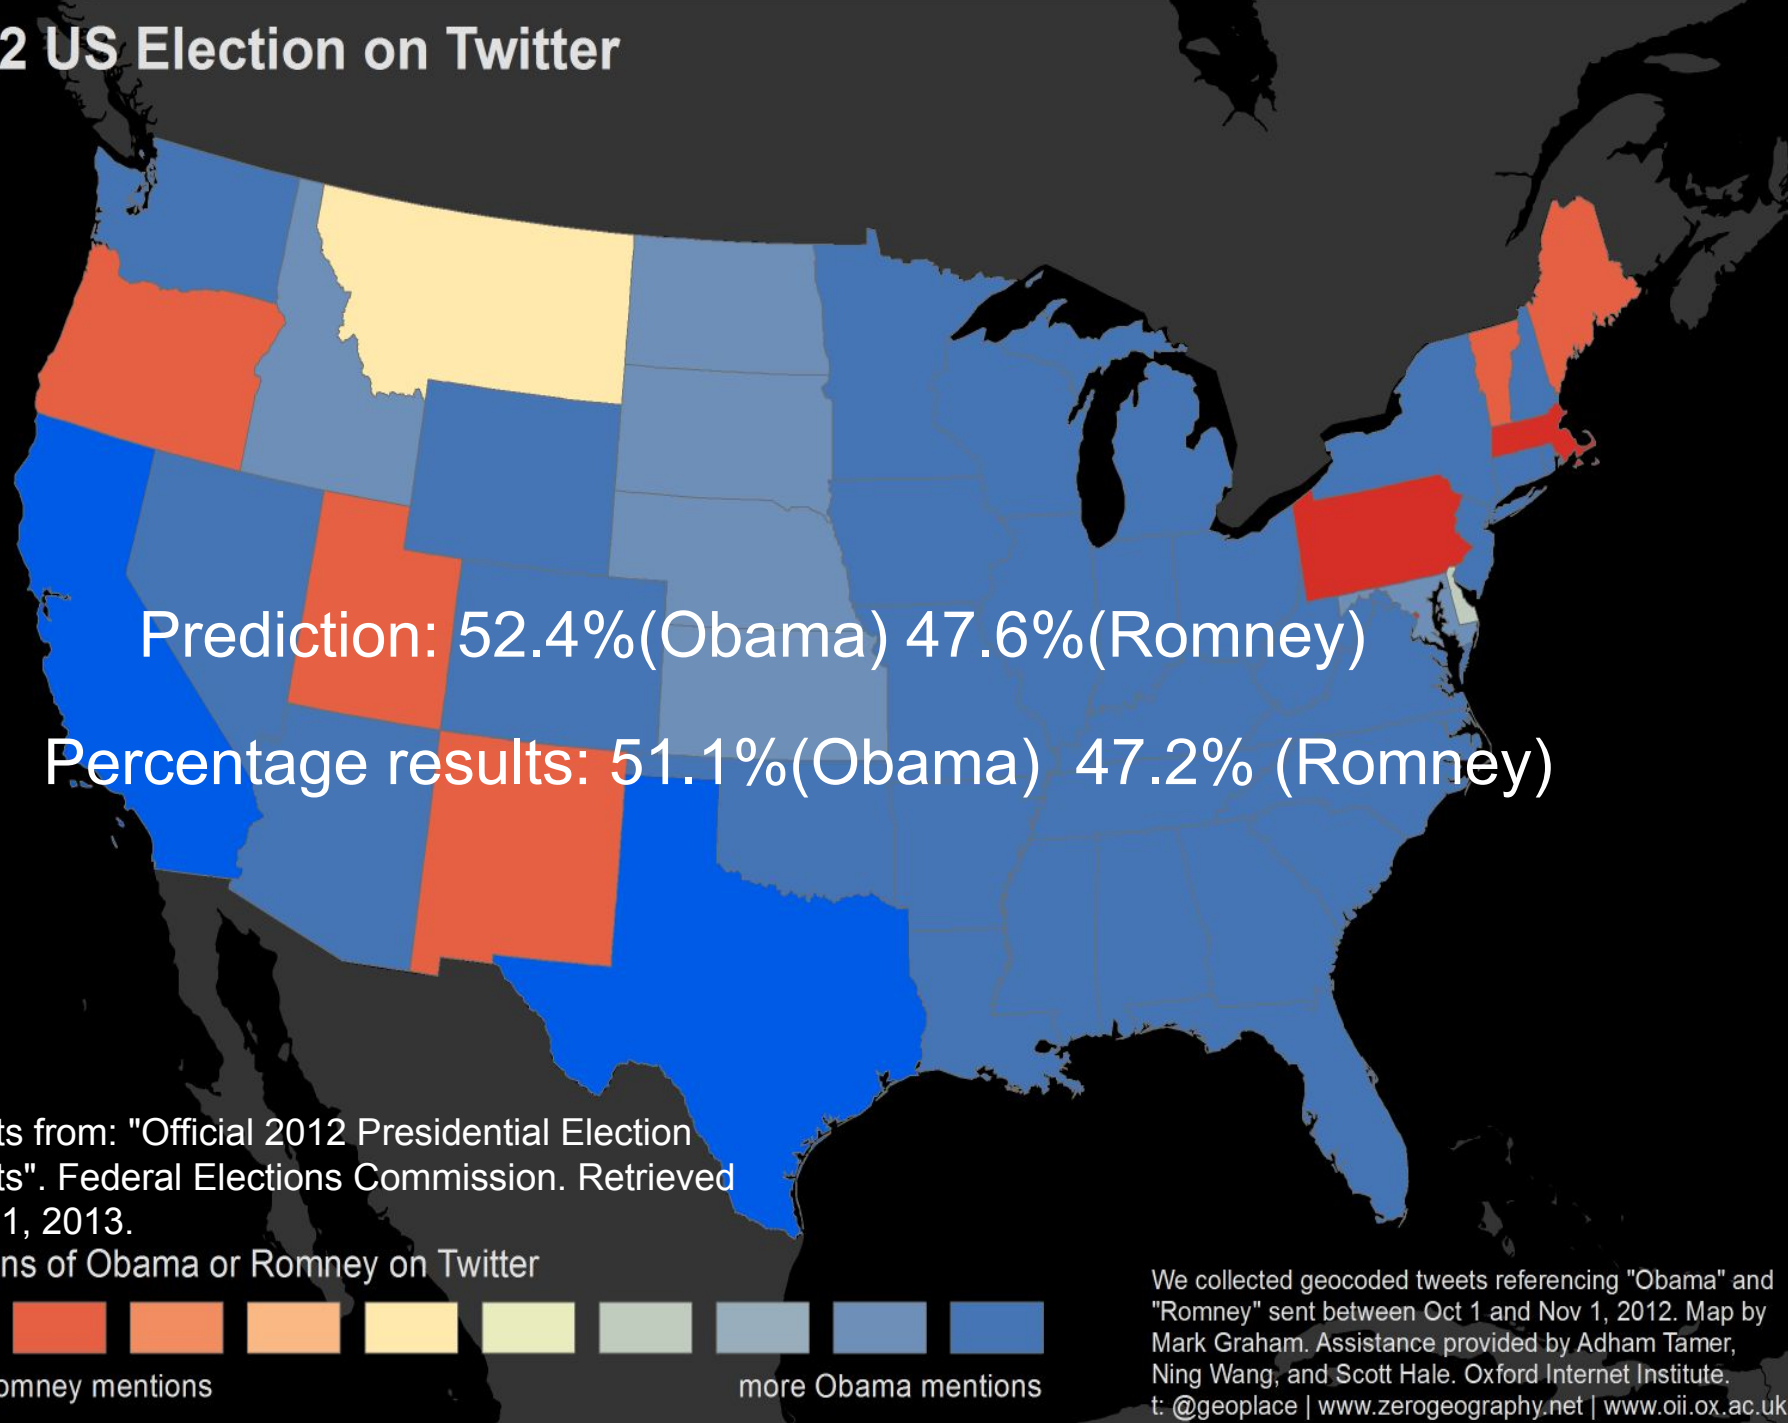 2 US Election on Twitter
Prediction: 52.4%(Obama) 47.6%(Romney)
Percentage results: 51.1%(Obama) 47.2% (Romney)
ts from: "Official 2012 Presidential Election
ts". Federal Elections Commission. Retrieved
1, 2013.
ns of Obama or Romney on Twitter
omney mentions
more Obama mentions
We collected geocoded tweets referencing "Obama" and
"Romney" sent between Oct 1 and Nov 1, 2012. Map by
Mark Graham. Assistance provided by Adham Tamer,
Ning Wang, and Scott Hale. Oxford Internet Institute.
t: @geoplace | www.zerogeography.net | www.oii.ox.ac.uk